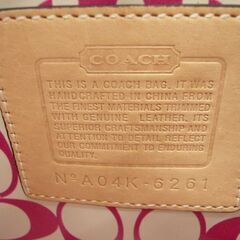 COACH
THIS IS A COACH BAG. IT WAS
HANDCRAFTED IN CHINA FROM
THE FINEST MATERIALS TRIMMED
WITH GENUINE LEATHER, ITS
SUPERIOR CRAFTSMANSHIP AND
ATTENTION TO DETAIL REFLECT
OUR COMMITMENT TO ENDURING
QUALITY.
Nº A04K-6261